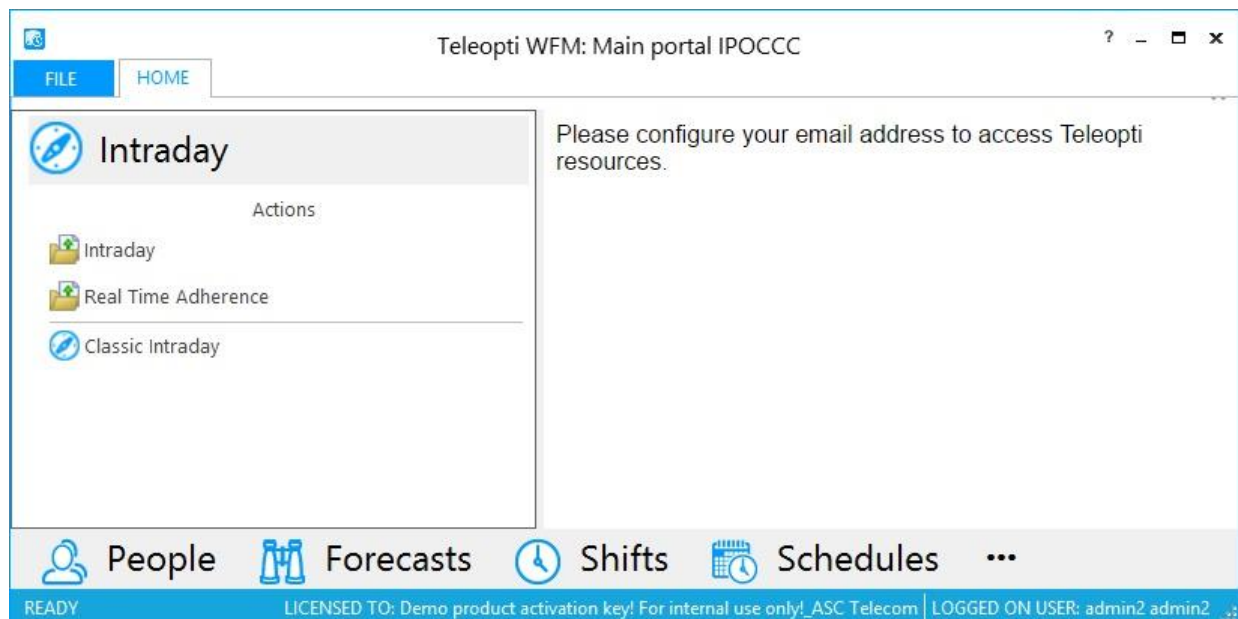 Teleopti WFM: Main portal IPOCCC
FILE HOME
Intraday
Actions
Intraday
Real Time Adherence
Classic Intraday
Please configure your email address to access Teleopti
resources.
People Forecasts Shifts Schedules •••
READY LICENSED TO: Demo product activation key! For internal use only!_ASC Telecom LOGGED ON USER: admin2 admin2